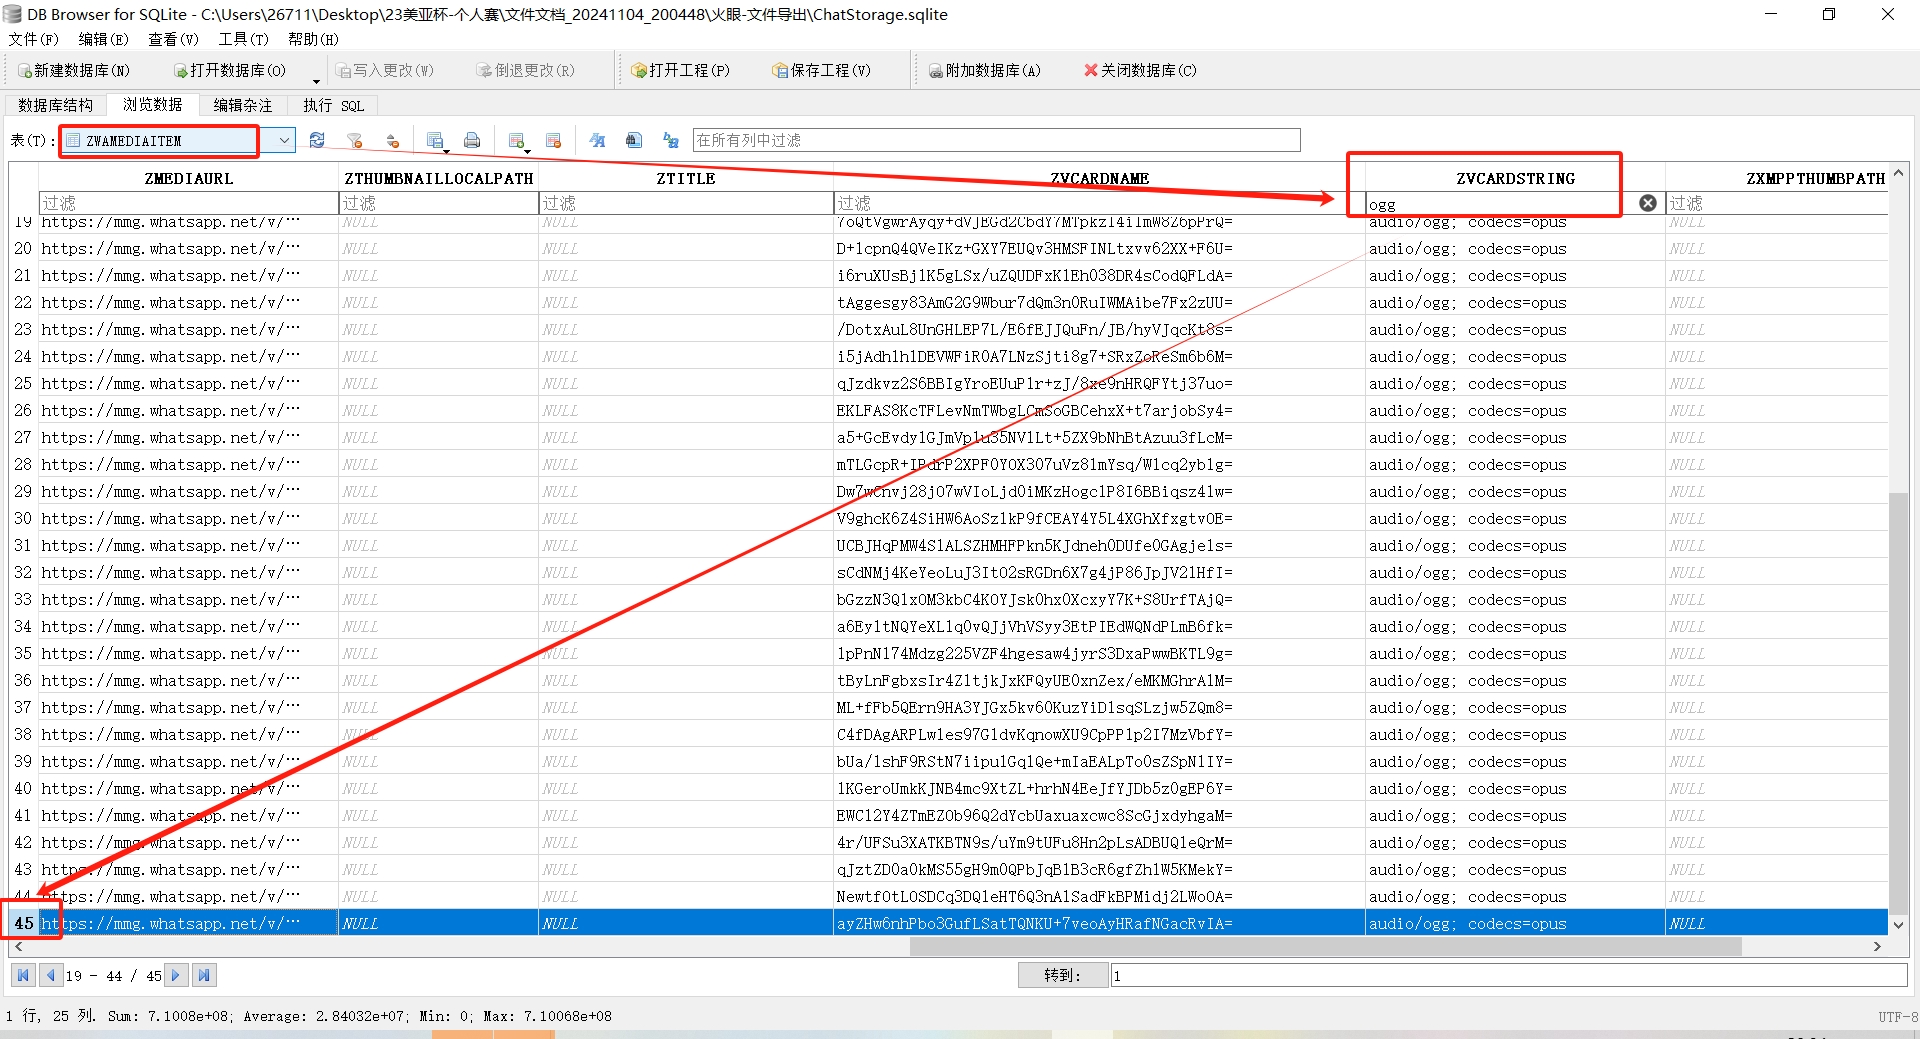 DB Browser for SQLite - C:\Users\26711\Desktop\23美亚杯-个人赛\文件文档_20241104_200448\火眼-文件导出\ChatStorage.sqlite
文件(F) 编辑(E) 查看(V) 工具(T) 帮助(H)
新建数据库(N) 打开数据库(O) 写入更改(W) 倒退更改(R) 打开工程(P) 保存工程(V) 附加数据库(A) 关闭数据库(C)
数据库结构 浏览数据 编辑杂注 执行 SQL
表(T): ZWAMEDIAITEM 在所有列中过滤
ZMEDIAURL ZTHUMBNAILLOCALPATH ZTITLE ZVCARDNAME ZVCARDSTRING ZXMPPTHUMBPATH
过滤 过滤 过滤 过滤 ogg 过滤
19 https://mmg.whatsapp.net/v/… NULL NULL 7oQtVgwrAyqy+dVjEGd2CbdY7MTpkzI4i1mW8Z6pPrQ= audio/ogg; codecs=opus NULL
20 https://mmg.whatsapp.net/v/… NULL NULL D+1cpnQ4QVeIKz+GXY7EUQv3HMSFINLtxvv62XX+F6U= audio/ogg; codecs=opus NULL
21 https://mmg.whatsapp.net/v/… NULL NULL i6ruXUsBj1K5gLSx/uZQUDFxK1Eh038DR4sCodQFLdA= audio/ogg; codecs=opus NULL
22 https://mmg.whatsapp.net/v/… NULL NULL tAggesgy83AmG2G9Wbur7dQm3n0RuIWMAibe7Fx2zUU= audio/ogg; codecs=opus NULL
23 https://mmg.whatsapp.net/v/… NULL NULL /DotxAuL8UnGHLEP7L/E6fEJJQuFn/JB/hyVJqcKt8s= audio/ogg; codecs=opus NULL
24 https://mmg.whatsapp.net/v/… NULL NULL i5jAdh1h1DEVWFiR0A7LNzSjti8g7+SRxZoReSm6b6M= audio/ogg; codecs=opus NULL
25 https://mmg.whatsapp.net/v/… NULL NULL qJzdkvz2S6BBIgYroEUuP1r+zJ/8xe9nHRQFYtj37uo= audio/ogg; codecs=opus NULL
26 https://mmg.whatsapp.net/v/… NULL NULL EKLFAS8KcTFLevNmTWbgLCmSoGBCehxX+t7arjobSy4= audio/ogg; codecs=opus NULL
27 https://mmg.whatsapp.net/v/… NULL NULL a5+GcEvdy1GJmVp1u35NV1Lt+5ZX9bNhBtAzuu3fLcM= audio/ogg; codecs=opus NULL
28 https://mmg.whatsapp.net/v/… NULL NULL mTLGcpR+IPdrP2XPF0YOX307uVz81mYsq/W1cq2yb1g= audio/ogg; codecs=opus NULL
29 https://mmg.whatsapp.net/v/… NULL NULL Dw7wCnvj28j07wVIoLjd0iMKzHogc1P8I6BBiqsz41w= audio/ogg; codecs=opus NULL
30 https://mmg.whatsapp.net/v/… NULL NULL V9ghcK6Z4SiHW6AoSz1kP9fCEAY4Y5L4XGhXfxgtvOE= audio/ogg; codecs=opus NULL
31 https://mmg.whatsapp.net/v/… NULL NULL UCBJHqPMW4S1ALSZHMHFPkn5KJdneh0DUfe0GAgje1s= audio/ogg; codecs=opus NULL
32 https://mmg.whatsapp.net/v/… NULL NULL sCdNMj4KeYeoLuJ3ItO2sRGDn6X7g4jP86JpJV21HfI= audio/ogg; codecs=opus NULL
33 https://mmg.whatsapp.net/v/… NULL NULL bGzzN3Q1xOM3kbC4KOYJsk0hx0XcxyY7K+S8UrfTAjQ= audio/ogg; codecs=opus NULL
34 https://mmg.whatsapp.net/v/… NULL NULL a6Ey1tNQYeXL1q0vQJjVhVSyy3EtPIEdWQNdPLmB6fk= audio/ogg; codecs=opus NULL
35 https://mmg.whatsapp.net/v/… NULL NULL 1pPnN174Mdzg225VZF4hgesaw4jyrS3DxaPwwBKTL9g= audio/ogg; codecs=opus NULL
36 https://mmg.whatsapp.net/v/… NULL NULL tByLnFgbxsIr4Z1tjkJxKFQyUE0xnZex/eMKMGhrA1M= audio/ogg; codecs=opus NULL
37 https://mmg.whatsapp.net/v/… NULL NULL ML+fFb5QErn9HA3YJGx5kv60KuzYiD1sqSLzjw5ZQm8= audio/ogg; codecs=opus NULL
38 https://mmg.whatsapp.net/v/… NULL NULL C4fDAgARPLw1es97G1dvKqnowXU9CpPP1p2I7MzVbfY= audio/ogg; codecs=opus NULL
39 https://mmg.whatsapp.net/v/… NULL NULL bUa/1shF9RStN7iipu1Gq1Qe+mIaEALpTo0sZSpN1IY= audio/ogg; codecs=opus NULL
40 https://mmg.whatsapp.net/v/… NULL NULL 1KGeroUmkKJNB4mc9XtZL+hrhN4EeJfYJDb5z0gEP6Y= audio/ogg; codecs=opus NULL
41 https://mmg.whatsapp.net/v/… NULL NULL EWC12Y4ZTmEZ0b96Q2dYcbUaxuaxcwc8ScGjxdyhgaM= audio/ogg; codecs=opus NULL
42 https://mmg.whatsapp.net/v/… NULL NULL 4r/UFSu3XATKBTN9s/uYm9tUFu8Hn2pLsADBUQ1eQrM= audio/ogg; codecs=opus NULL
43 https://mmg.whatsapp.net/v/… NULL NULL qJztZD0a0kMS55gH9m0QPbJqB1B3cR6gfZh1W5KMekY= audio/ogg; codecs=opus NULL
44 https://mmg.whatsapp.net/v/… NULL NULL NewtfOtLOSDCq3DQ1eHT6Q3nA1SadFkBPMidj2LWoOA= audio/ogg; codecs=opus NULL
45 https://mmg.whatsapp.net/v/… NULL NULL ayZHw6nhPbo3GufLSatTQNKU+7veoAyHRafNGacRvIA= audio/ogg; codecs=opus NULL
19 - 44 / 45 转到: 1
1 行, 25 列. Sum: 7.1008e+08; Average: 2.84032e+07; Min: 0; Max: 7.10068e+08 UTF-8